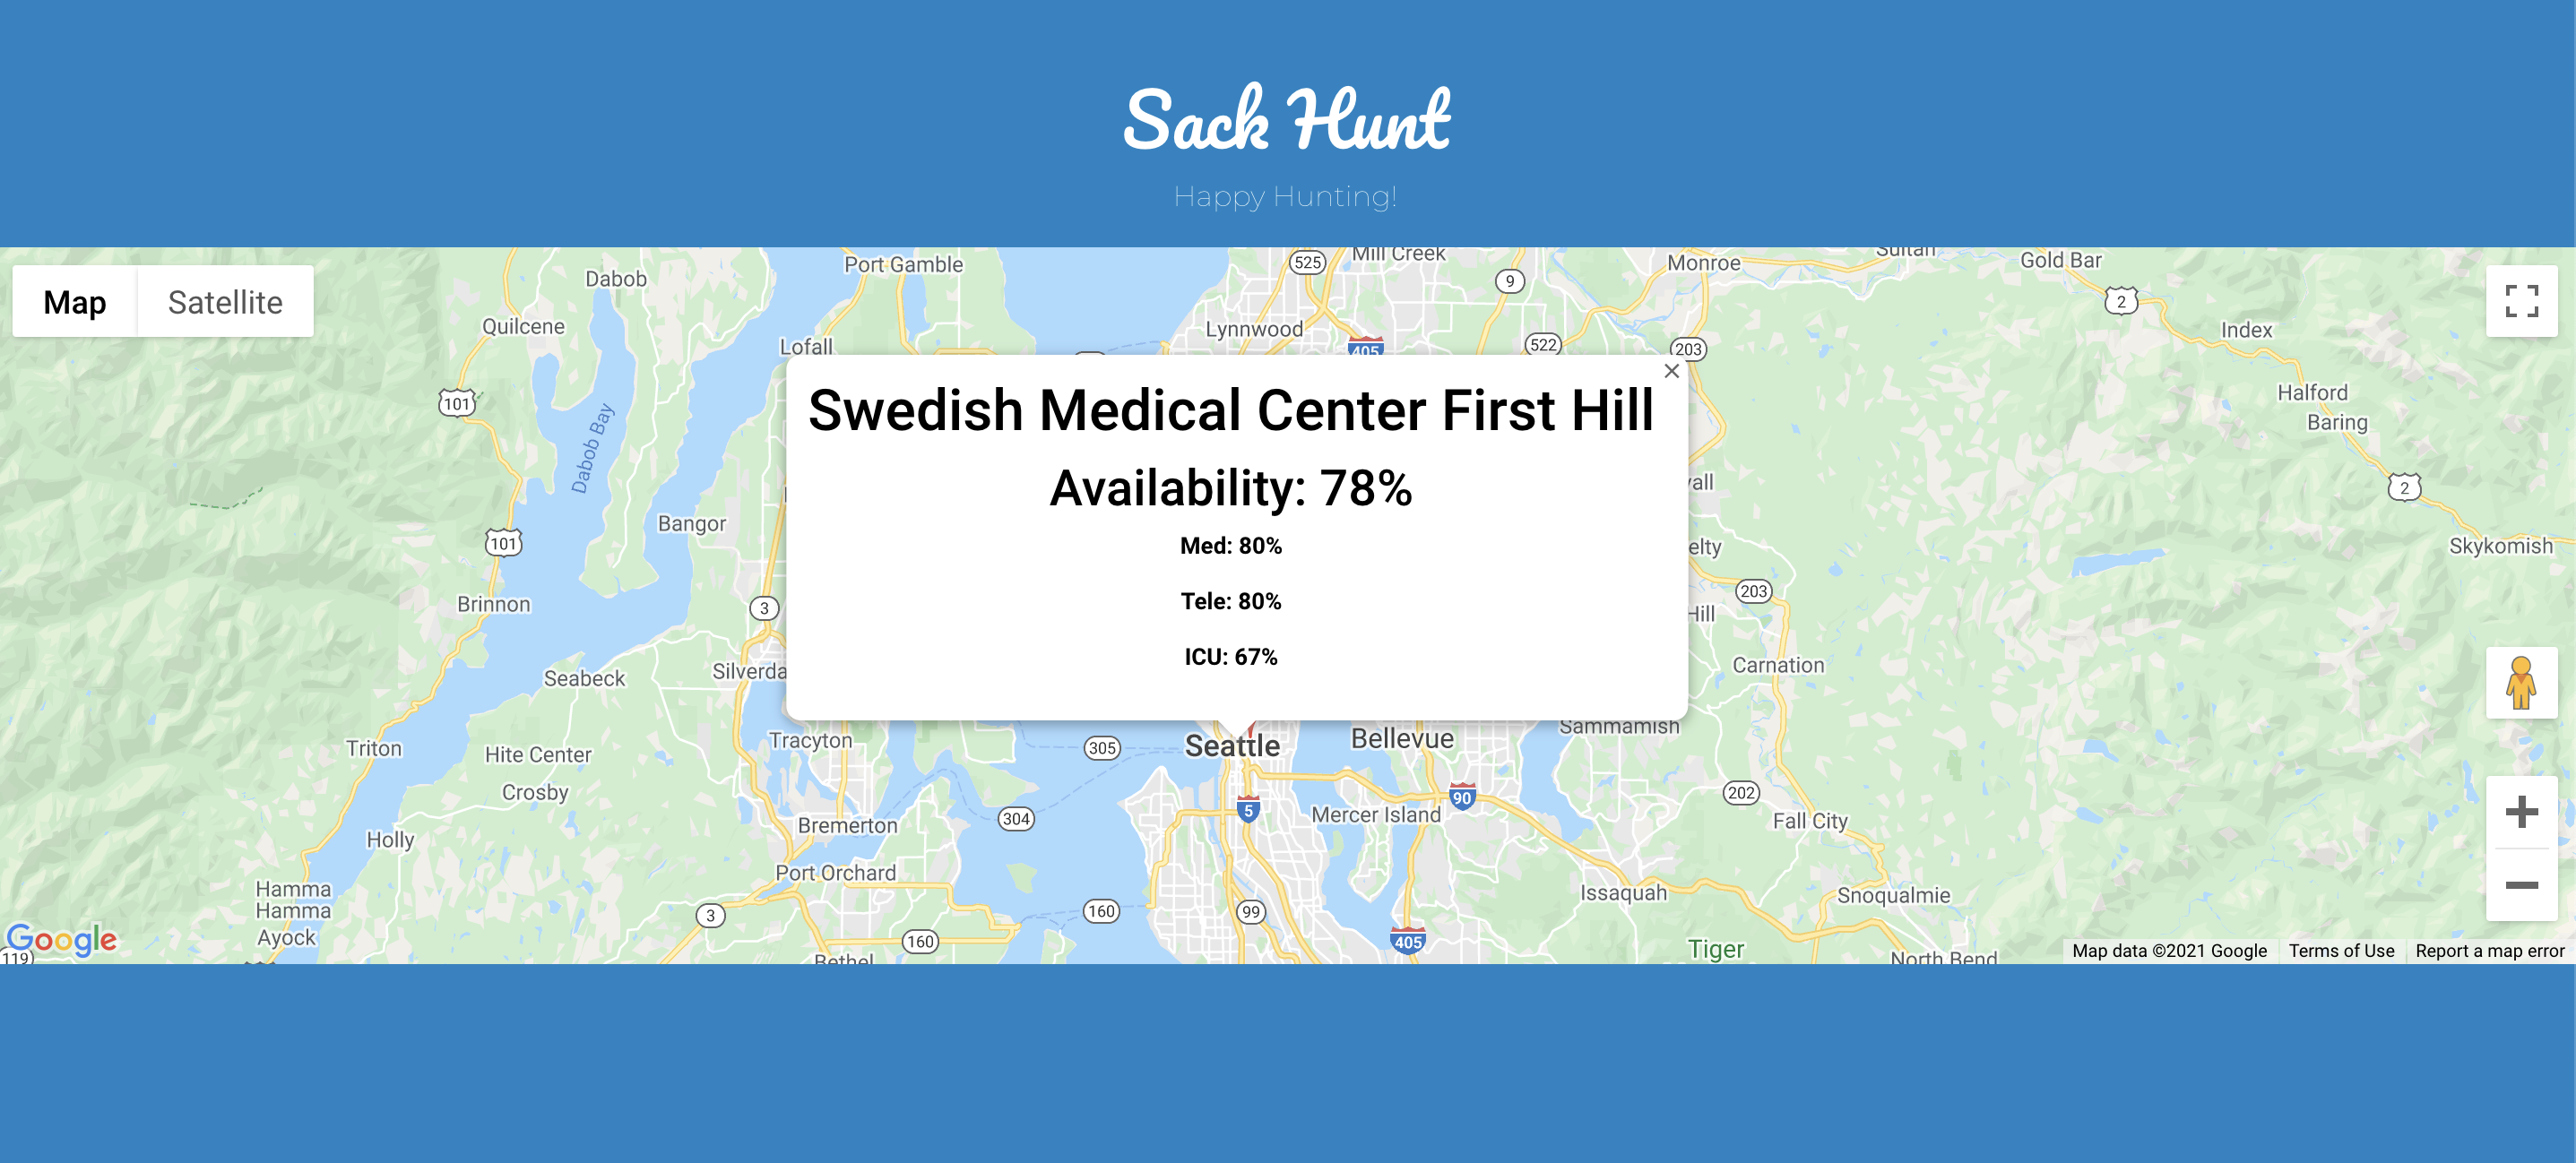 Sack Hunt
Happy Hunting!
Map
Satellite
Swedish Medical Center First Hill
Availability: 78%
Med: 80%
Tele: 80%
ICU: 67%
Port Gamble
Dabob
Quilcene
Lofall
525
Mill Creek
9
Monroe
Sultan
Gold Bar
2
Index
Lynnwood
405
522
203
Halford
Baring
2
Skykomish
101
Dabob Bay
Bangor
101
Brinnon
3
203
Hill
Carnation
Silverda
Seabeck
Sammamish
Triton
Hite Center
Tracyton
305
Seattle
Bellevue
Crosby
5
90
202
304
Mercer Island
Fall City
Bremerton
Holly
Port Orchard
Issaquah
Snoqualmie
Hamma
Hamma
3
160
99
Ayock
160
405
Tiger
Bethel
North Bend
119
Google
Map data ©2021 Google
Terms of Use
Report a map error